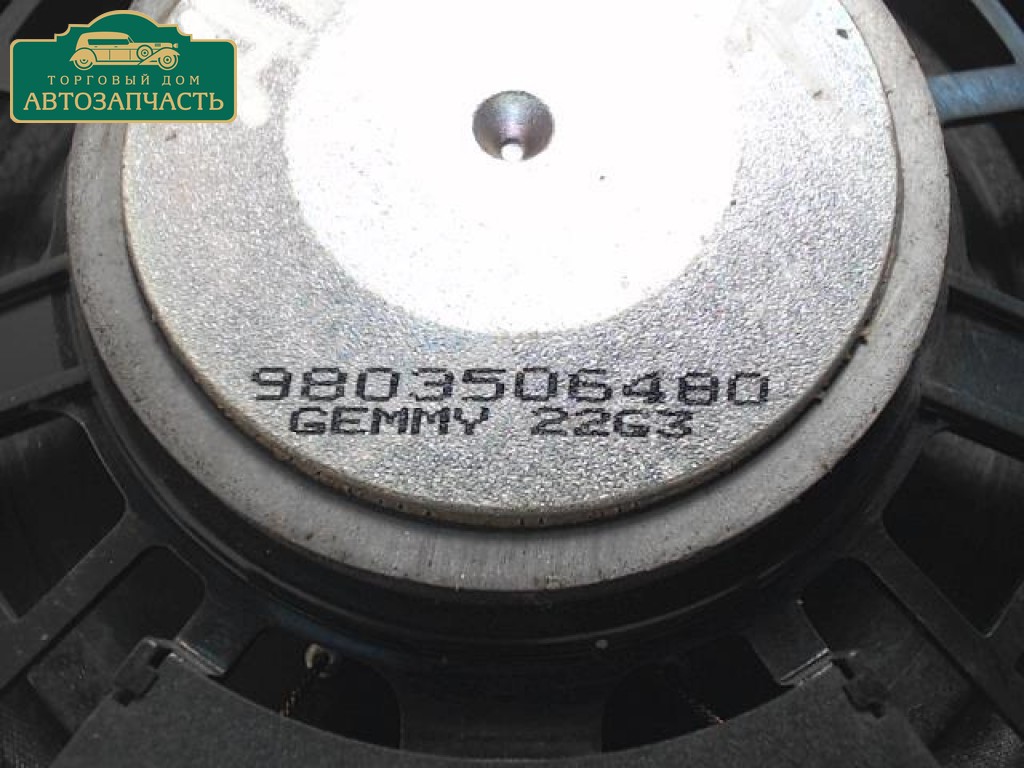 ТОРГОВЫЙ ДОМ
АВТОЗАПЧАСТЬ
9803506480
GEMMY 22G3